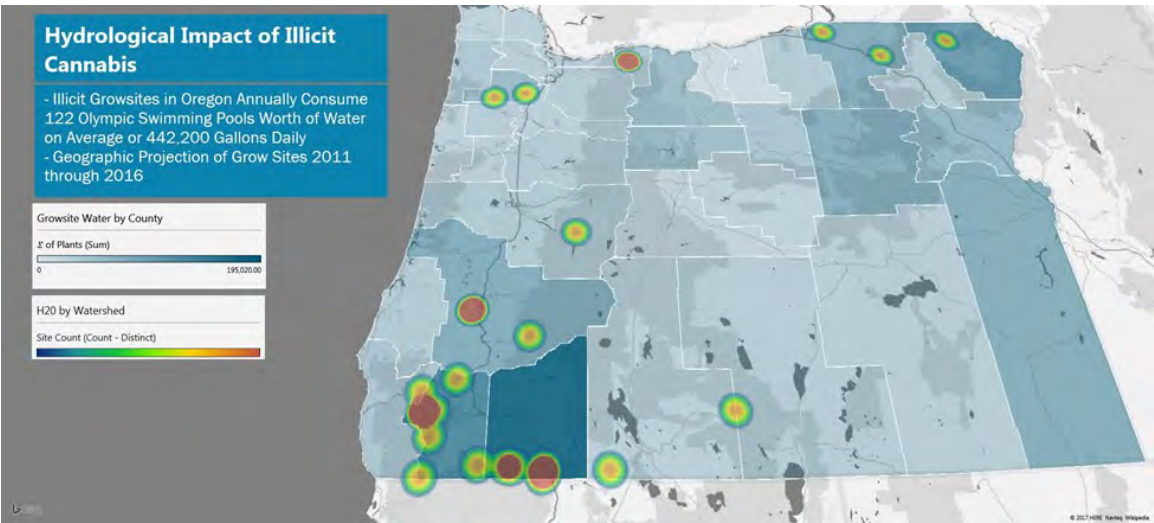 Hydrological Impact of Illicit
Cannabis
- Illicit Growsites in Oregon Annually Consume
122 Olympic Swimming Pools Worth of Water
on Average or 442,200 Gallons Daily
- Geographic Projection of Grow Sites 2011
through 2016
Growsite Water by County
Σ of Plants (Sum)
0 195,020.00
H20 by Watershed
Site Count (Count - Distinct)
© 2017 HERE Navteq Wikipedia